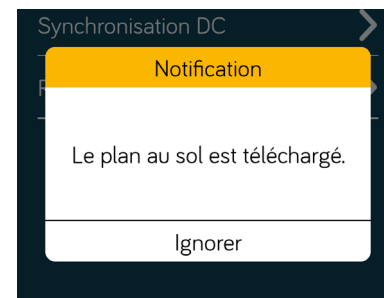 Synchronisation DC
Notification
Le plan au sol est téléchargé.
Ignorer